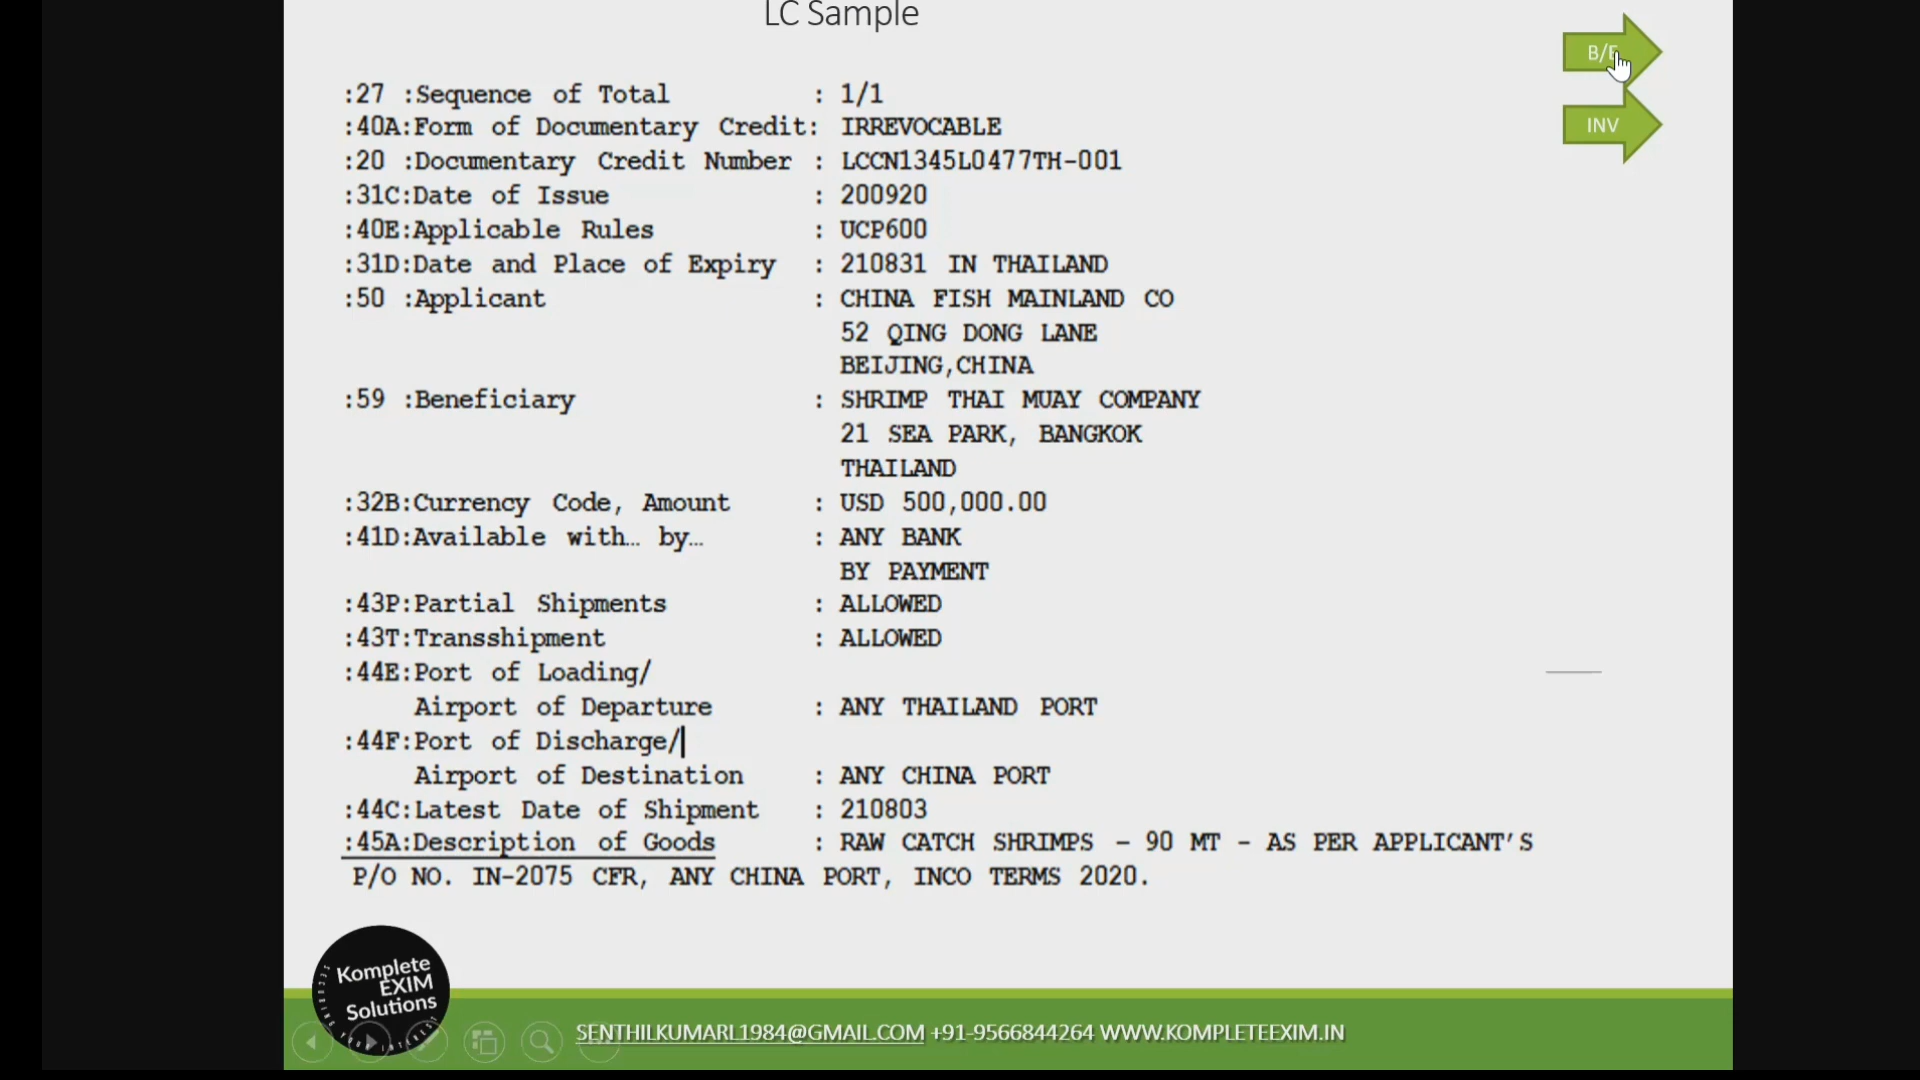 LC Sample
B/E
INV
:27 :Sequence of Total : 1/1
:40A:Form of Documentary Credit: IRREVOCABLE
:20 :Documentary Credit Number : LCCN1345L0477TH-001
:31C:Date of Issue : 200920
:40E:Applicable Rules : UCP600
:31D:Date and Place of Expiry : 210831 IN THAILAND
:50 :Applicant : CHINA FISH MAINLAND CO
52 QING DONG LANE
BEIJING,CHINA
:59 :Beneficiary : SHRIMP THAI MUAY COMPANY
21 SEA PARK, BANGKOK
THAILAND
:32B:Currency Code, Amount : USD 500,000.00
:41D:Available with… by… : ANY BANK
BY PAYMENT
:43P:Partial Shipments : ALLOWED
:43T:Transshipment : ALLOWED
:44E:Port of Loading/
Airport of Departure : ANY THAILAND PORT
:44F:Port of Discharge/
Airport of Destination : ANY CHINA PORT
:44C:Latest Date of Shipment : 210803
:45A:Description of Goods : RAW CATCH SHRIMPS – 90 MT - AS PER APPLICANT'S
P/O NO. IN-2075 CFR, ANY CHINA PORT, INCO TERMS 2020.
Komplete
EXIM
Solutions
SENTHILKUMARL1984@GMAIL.COM +91-9566844264 WWW.KOMPLETEEXIM.IN